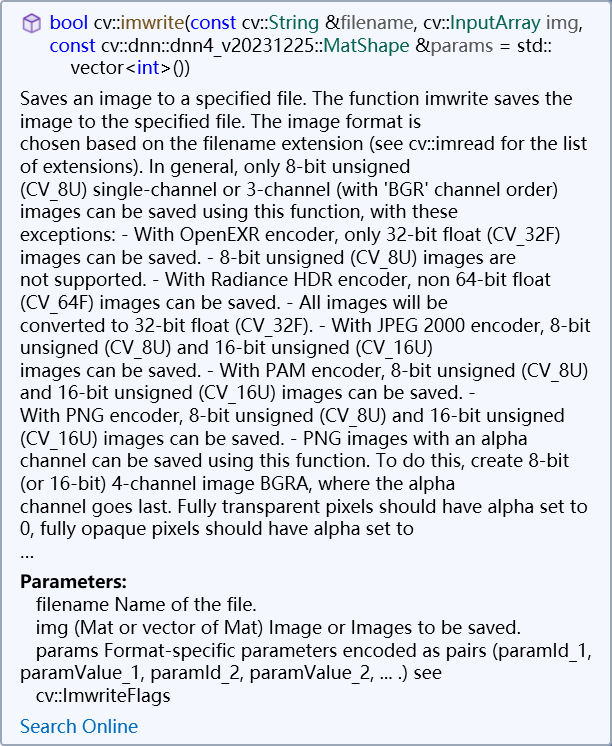 bool cv::imwrite(const cv::String &filename, cv::InputArray img,
const cv::dnn::dnn4_v20231225::MatShape &params = std::
vector<int>())
Saves an image to a specified file. The function imwrite saves the
image to the specified file. The image format is
chosen based on the filename extension (see cv::imread for the list
of extensions). In general, only 8-bit unsigned
(CV_8U) single-channel or 3-channel (with 'BGR' channel order)
images can be saved using this function, with these
exceptions: - With OpenEXR encoder, only 32-bit float (CV_32F)
images can be saved. - 8-bit unsigned (CV_8U) images are
not supported. - With Radiance HDR encoder, non 64-bit float
(CV_64F) images can be saved. - All images will be
converted to 32-bit float (CV_32F). - With JPEG 2000 encoder, 8-bit
unsigned (CV_8U) and 16-bit unsigned (CV_16U)
images can be saved. - With PAM encoder, 8-bit unsigned (CV_8U)
and 16-bit unsigned (CV_16U) images can be saved. -
With PNG encoder, 8-bit unsigned (CV_8U) and 16-bit unsigned
(CV_16U) images can be saved. - PNG images with an alpha
channel can be saved using this function. To do this, create 8-bit
(or 16-bit) 4-channel image BGRA, where the alpha
channel goes last. Fully transparent pixels should have alpha set to
0, fully opaque pixels should have alpha set to
...
Parameters:
filename Name of the file.
img (Mat or vector of Mat) Image or Images to be saved.
params Format-specific parameters encoded as pairs (paramId_1,
paramValue_1, paramId_2, paramValue_2, ... .) see
cv::ImwriteFlags
Search Online